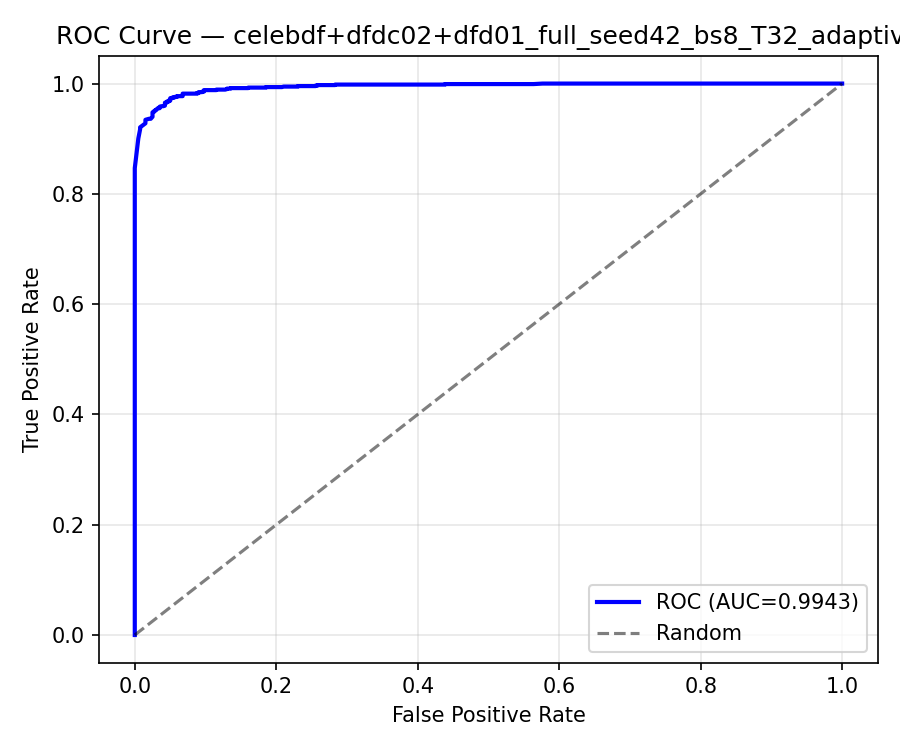 ROC Curve — celebdf+dfdc02+dfd01_full_seed42_bs8_T32_adaptiv
1.0
0.8
0.6
0.4
0.2
0.0
True Positive Rate
ROC (AUC=0.9943)
Random
0.0 0.2 0.4 0.6 0.8 1.0
False Positive Rate